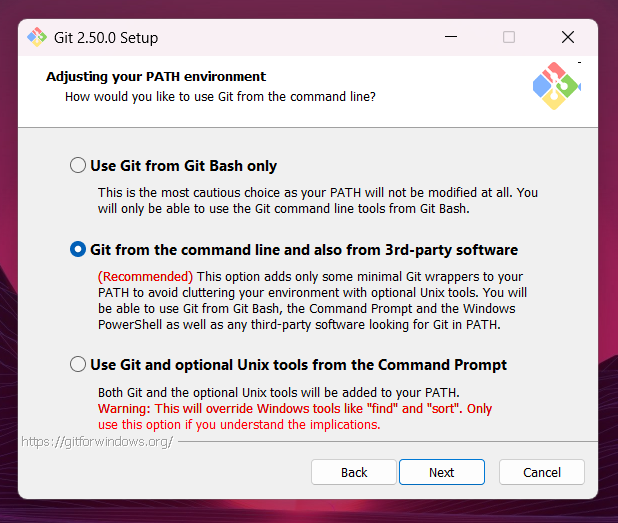 Git 2.50.0 Setup
Adjusting your PATH environment
How would you like to use Git from the command line?
Use Git from Git Bash only
This is the most cautious choice as your PATH will not be modified at all. You
will only be able to use the Git command line tools from Git Bash.
Git from the command line and also from 3rd-party software
(Recommended) This option adds only some minimal Git wrappers to your
PATH to avoid cluttering your environment with optional Unix tools. You will
be able to use Git from Git Bash, the Command Prompt and the Windows
PowerShell as well as any third-party software looking for Git in PATH.
Use Git and optional Unix tools from the Command Prompt
Both Git and the optional Unix tools will be added to your PATH.
Warning: This will override Windows tools like "find" and "sort". Only
use this option if you understand the implications.
https://gitforwindows.org/
Back
Next
Cancel